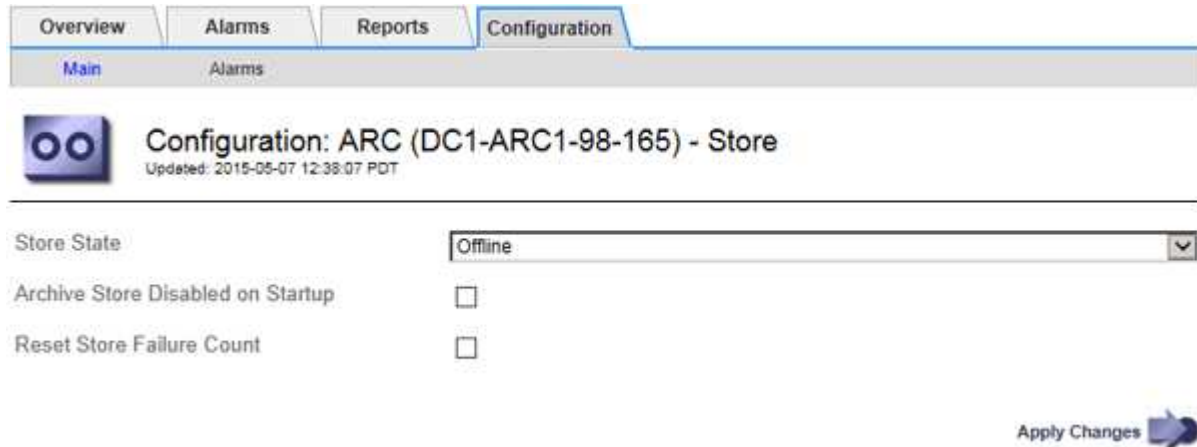 Overview Alarms Reports Configuration
Main Alarms
Configuration: ARC (DC1-ARC1-98-165) - Store
Updated: 2015-05-07 12:38:07 PDT
Store State Offline
Archive Store Disabled on Startup
Reset Store Failure Count
Apply Changes